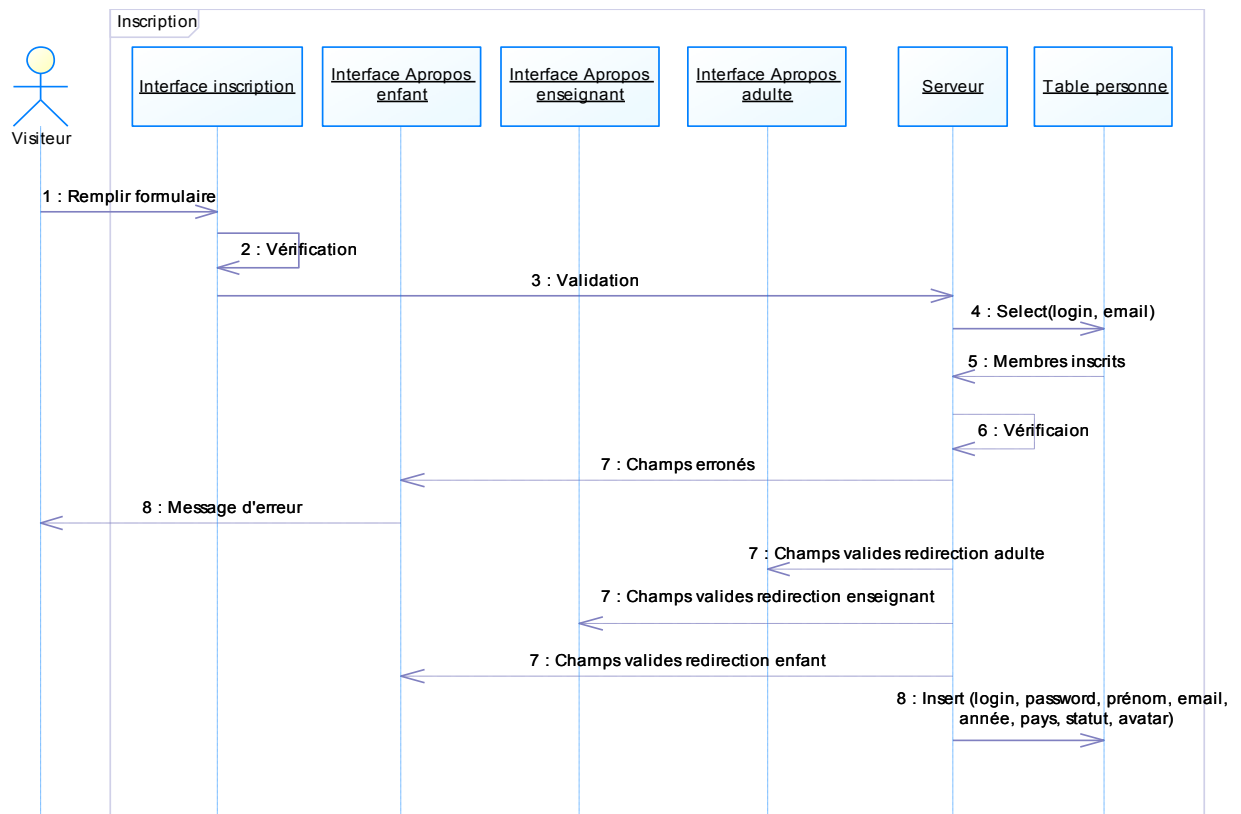 Inscription
Visiteur
Interface inscription
Interface Apropos
enfant
Interface Apropos
enseignant
Interface Apropos
adulte
Serveur
Table personne
1 : Remplir formulaire
2 : Vérification
3 : Validation
4 : Select(login, email)
5 : Membres inscrits
6 : Vérificaion
7 : Champs erronés
8 : Message d'erreur
7 : Champs valides redirection adulte
7 : Champs valides redirection enseignant
7 : Champs valides redirection enfant
8 : Insert (login, password, prénom, email,
année, pays, statut, avatar)